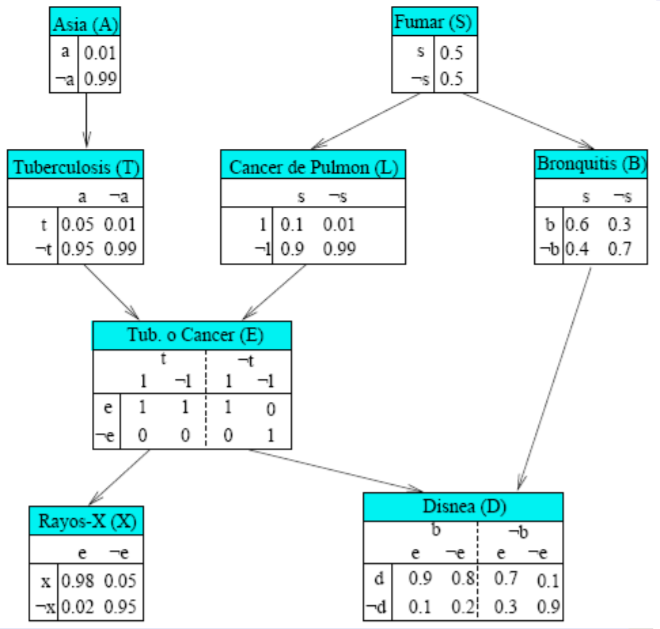 Asia (A)
a 0.01
¬a 0.99
Fumar (S)
s 0.5
¬s 0.5
Tuberculosis (T)
a ¬a
t 0.05 0.01
¬t 0.95 0.99
Cancer de Pulmon (L)
s ¬s
l 0.1 0.01
¬l 0.9 0.99
Bronquitis (B)
s ¬s
b 0.6 0.3
¬b 0.4 0.7
Tub. o Cancer (E)
t ¬t
l ¬l l ¬l
e 1 1 1 0
¬e 0 0 0 1
Rayos-X (X)
e ¬e
x 0.98 0.05
¬x 0.02 0.95
Disnea (D)
b ¬b
e ¬e e ¬e
d 0.9 0.8 0.7 0.1
¬d 0.1 0.2 0.3 0.9